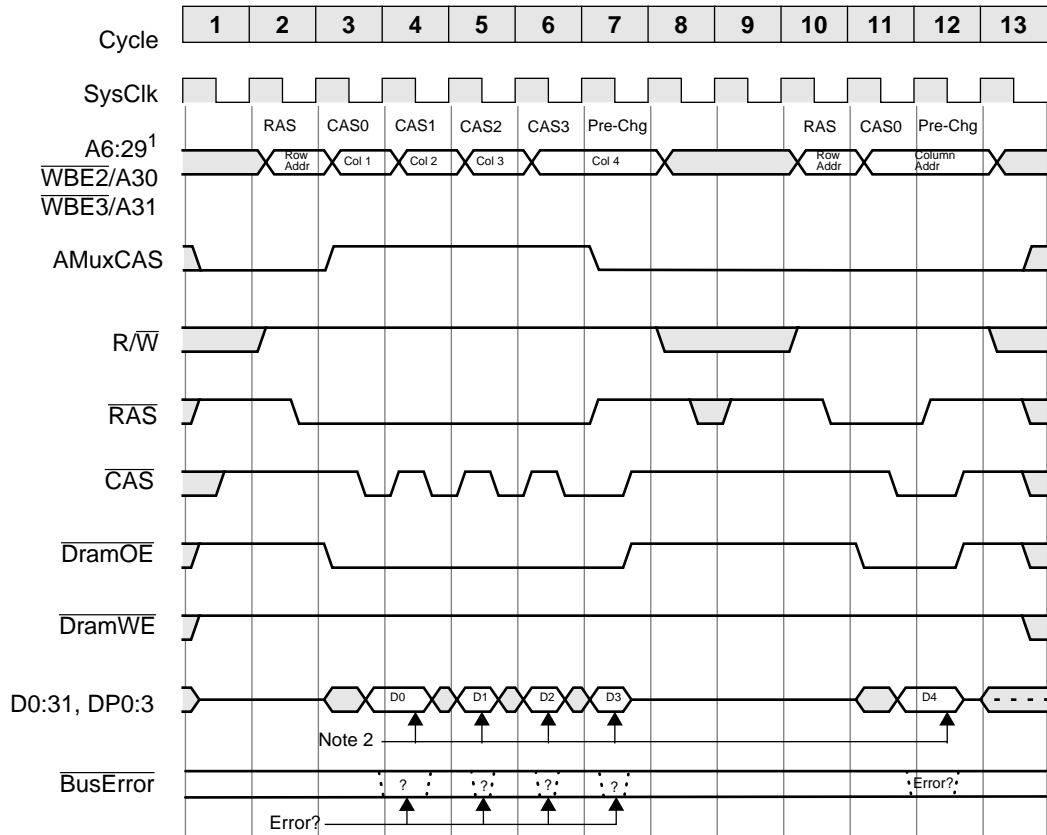 Cycle 1 2 3 4 5 6 7 8 9 10 11 12 13
SysClk
RAS CAS0 CAS1 CAS2 CAS3 Pre-Chg RAS CAS0 Pre-Chg
A6:29¹
WBE2/A30
WBE3/A31
Row Addr Col 1 Col 2 Col 3 Col 4 Row Addr Column Addr
AMuxCAS
R/W
RAS
CAS
DramOE
DramWE
D0:31, DP0:3 D0 D1 D2 D3 D4
Note 2
BusError ? ? ? ? Error?
Error?